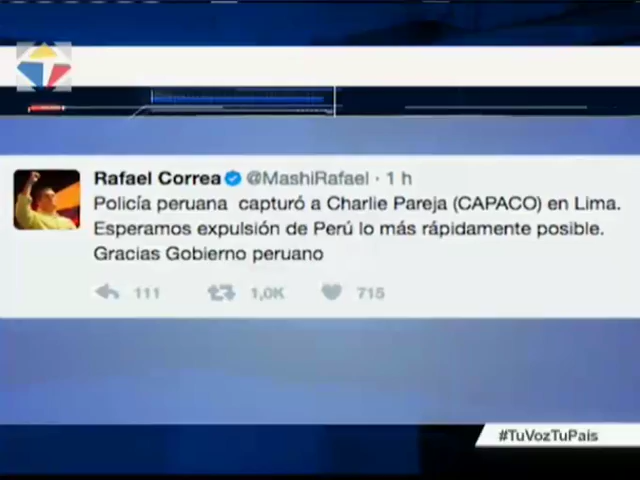 Rafael Correa @MashiRafael · 1 h
Policía peruana capturó a Charlie Pareja (CAPACO) en Lima.
Esperamos expulsión de Perú lo más rápidamente posible.
Gracias Gobierno peruano
111 1,0K 715
#TuVozTuPaís